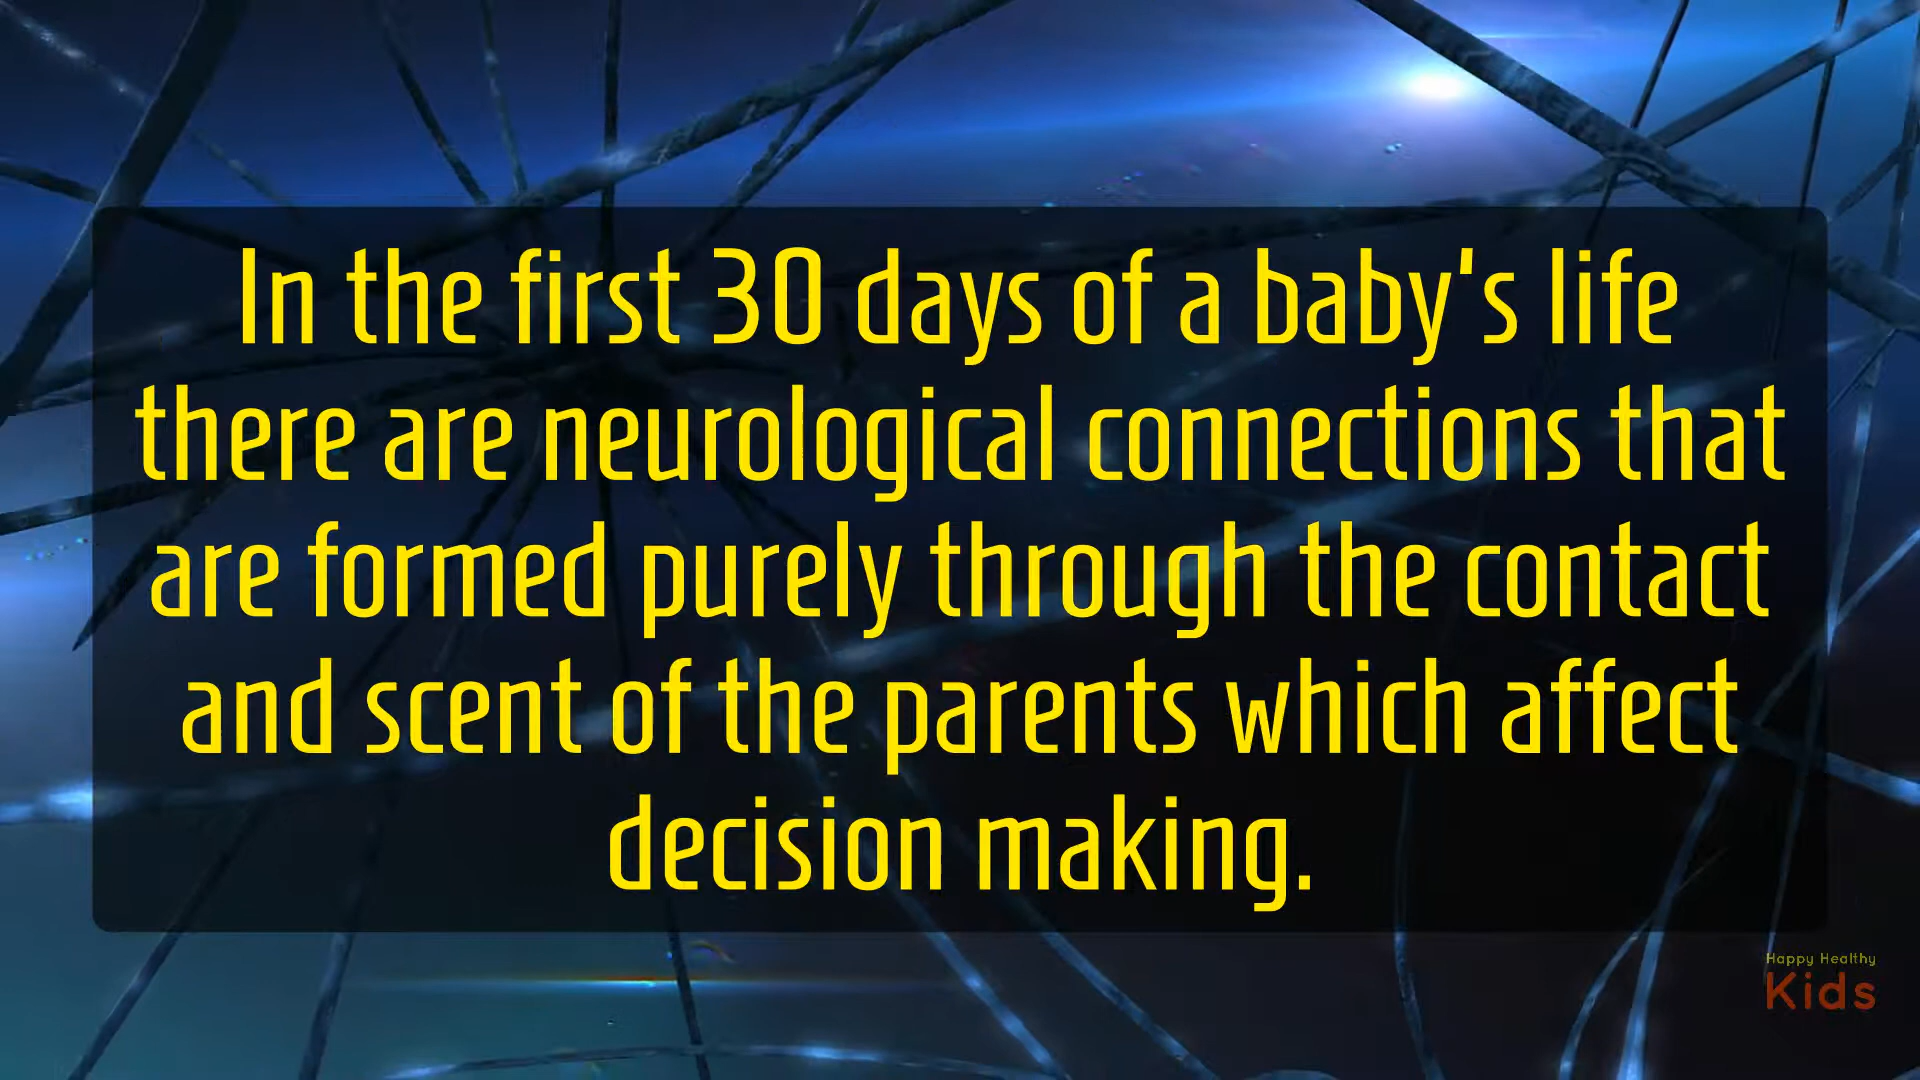 In the first 30 days of a baby's life
there are neurological connections that
are formed purely through the contact
and scent of the parents which affect
decision making.
Happy Healthy
Kids